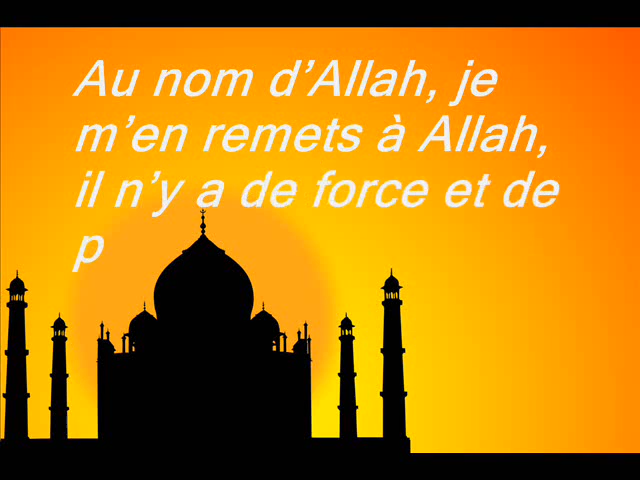 Au nom d’Allah, je
m’en remets à Allah,
il n’y a de force et de
p